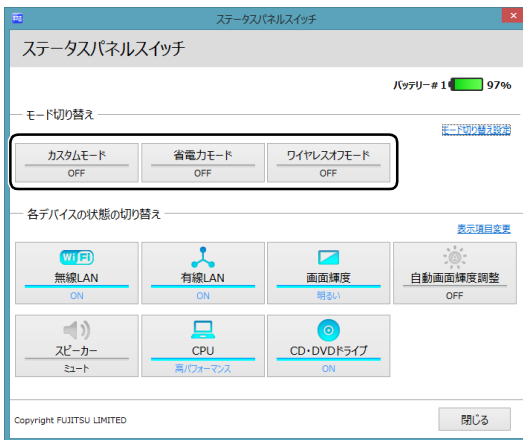 ステータスパネルスイッチ
ステータスパネルスイッチ
バッテリー#1 97%
モード切り替え
モード切り替え設定
カスタムモード 省電力モード ワイヤレスオフモード
OFF OFF OFF
各デバイスの状態の切り替え
表示項目変更
WiFi
無線LAN 有線LAN 画面輝度 自動画面輝度調整
ON ON 明るい OFF
スピーカー CPU CD・DVDドライブ
ミュート 高パフォーマンス ON
Copyright FUJITSU LIMITED 閉じる